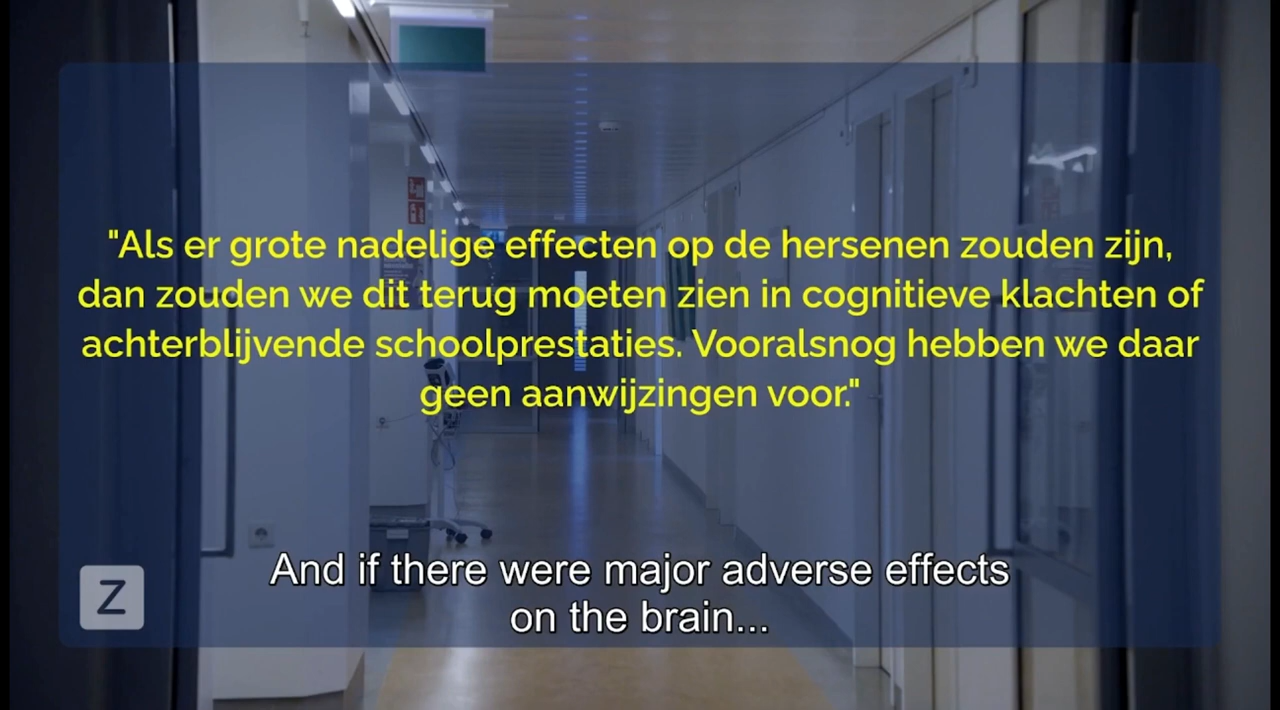 "Als er grote nadelige effecten op de hersenen zouden zijn,
dan zouden we dit terug moeten zien in cognitieve klachten of
achterblijvende schoolprestaties. Vooralsnog hebben we daar
geen aanwijzingen voor."
And if there were major adverse effects
on the brain...
Z